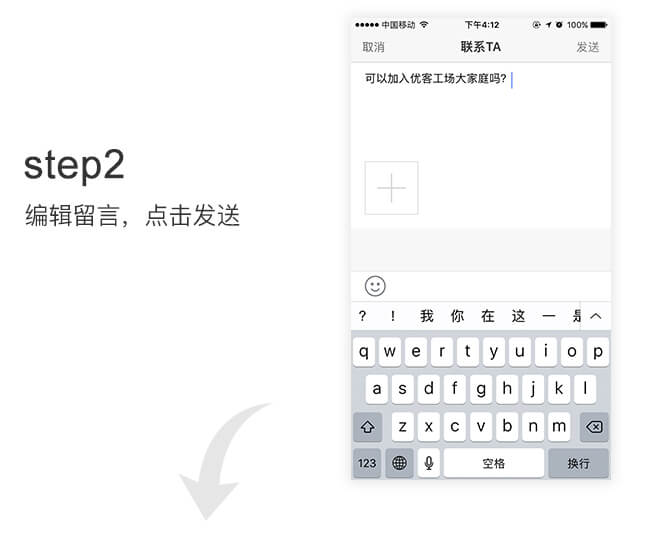 step2
编辑留言，点击发送
中国移动 下午4:12 100%
取消 联系TA 发送
可以加入优客工场大家庭吗?
? ! 我 你 在 这 一 是
q w e r t y u i o p
a s d f g h j k l
z x c v b n m
123 空格 换行